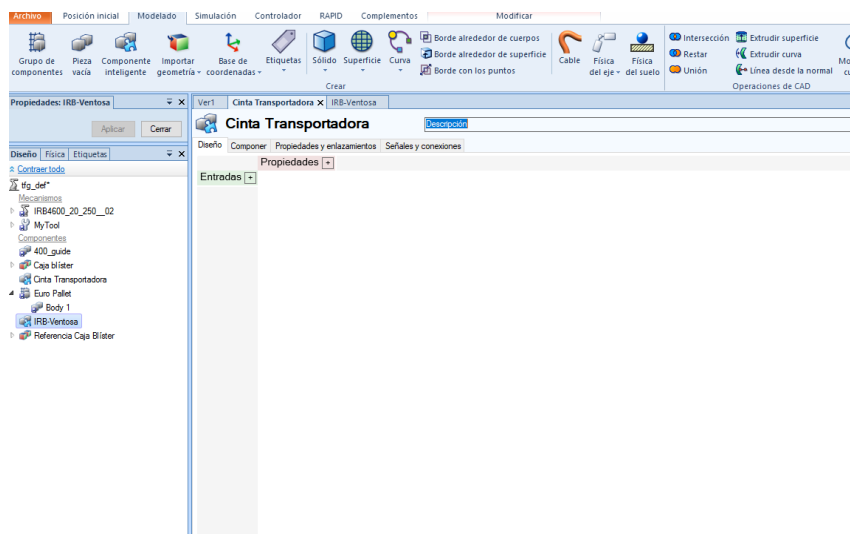 Archivo Posición inicial Modelado Simulación Controlador RAPID Complementos Modificar
Grupo de componentes
Pieza vacía
Componente inteligente
Importar geometría
Base de coordenadas
Etiquetas
Sólido
Superficie
Curva
Borde alrededor de cuerpos
Borde alrededor de superficie
Borde con los puntos
Cable
Física del eje
Física del suelo
Intersección
Restar
Unión
Extrudir superficie
Extrudir curva
Línea desde la normal
Crear
Operaciones de CAD
Propiedades: IRB-Ventosa
Aplicar Cerrar
Diseño Física Etiquetas
Contraer todo
tfg_def*
Mecanismos
IRB4600_20_250__02
MyTool
Componentes
400_guide
Caja blíster
Cinta Transportadora
Euro Pallet
Body 1
IRB-Ventosa
Referencia Caja Blíster
Ver1 Cinta Transportadora X IRB-Ventosa
Cinta Transportadora Descripción
Diseño Componer Propiedades y enlazamientos Señales y conexiones
Propiedades +
Entradas +